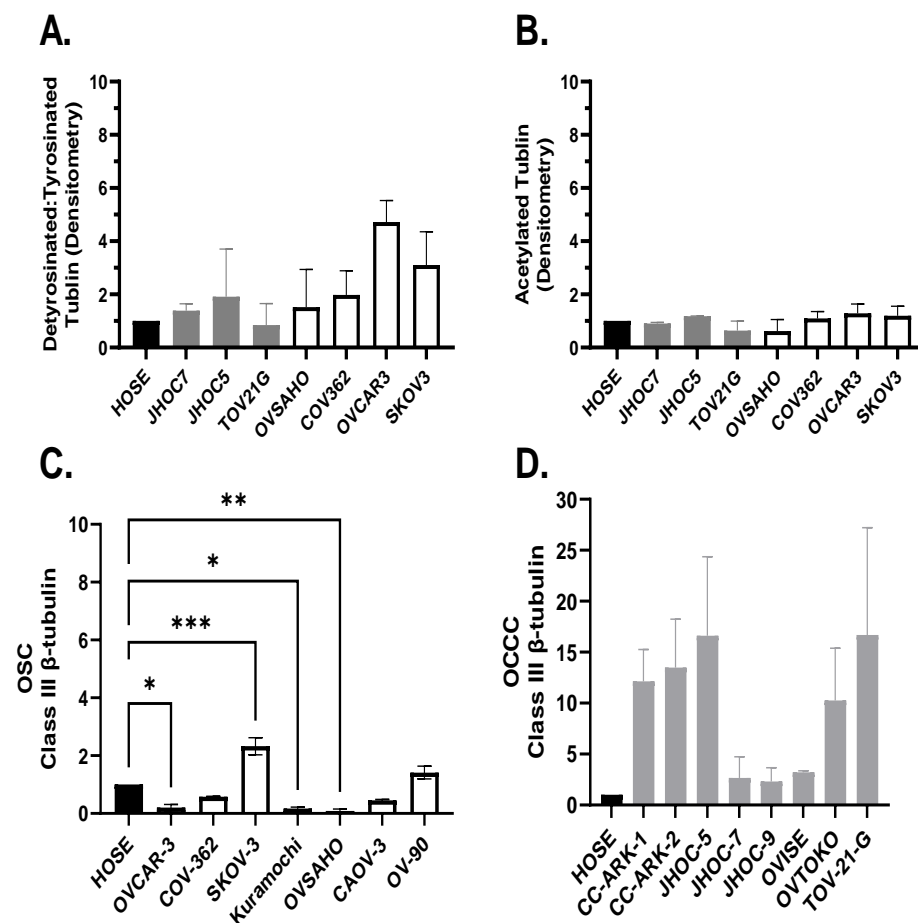 A.
Detyrosinated:Tyrosinated
Tublin (Densitometry)
10
8
6
4
2
0
HOSE
JHOC7
JHOC5
TOV21G
OVSAHO
COV362
OVCAR3
SKOV3
B.
Acetylated Tublin
(Densitometry)
10
8
6
4
2
0
HOSE
JHOC7
JHOC5
TOV21G
OVSAHO
COV362
OVCAR3
SKOV3
C.
OSC
Class III β-tubulin
10
8
6
4
2
0
**
*
***
*
HOSE
OVCAR-3
COV-362
SKOV-3
Kuramochi
OVSAHO
CAOV-3
OV-90
D.
OCCC
Class III β-tubulin
30
25
20
15
10
5
0
HOSE
CC-ARK-1
CC-ARK-2
JHOC-5
JHOC-7
JHOC-9
OVISE
OVTOKO
TOV-21-G